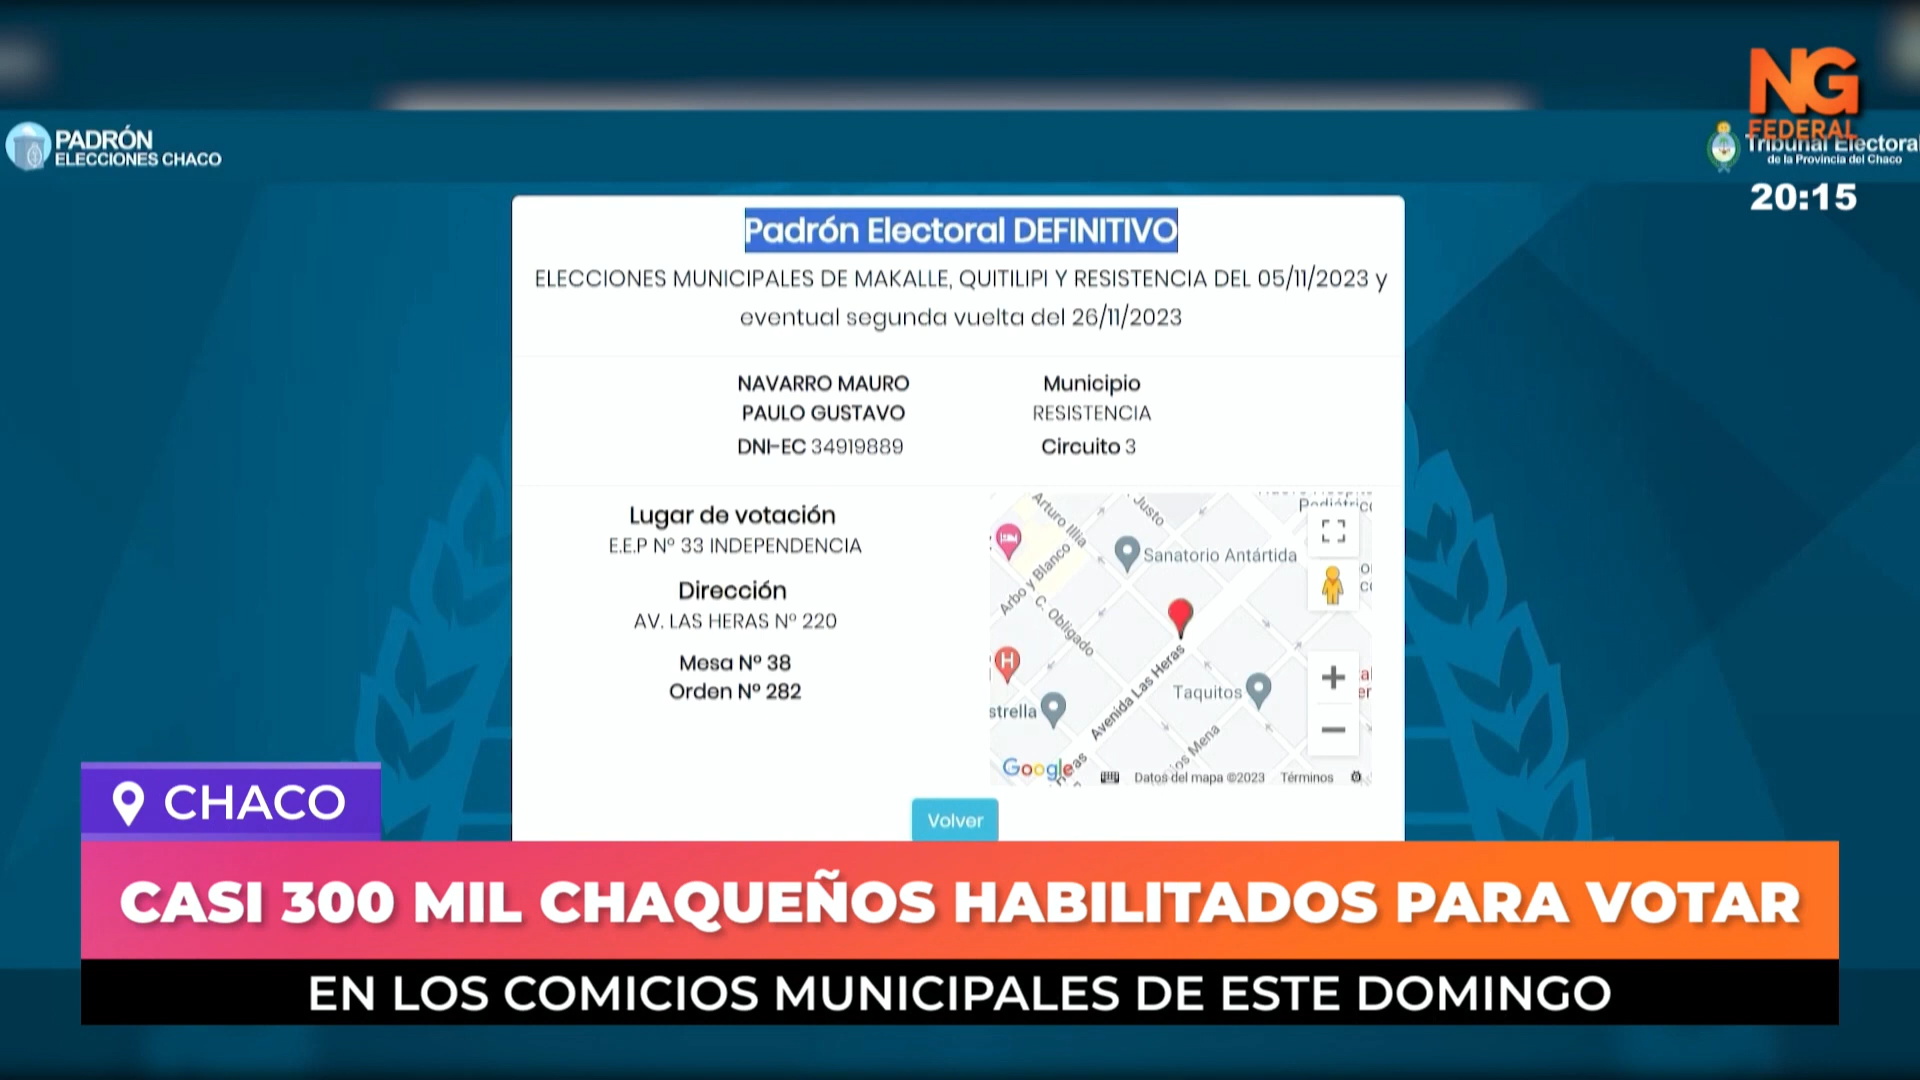 NG
FEDERAL
PADRÓN
ELECCIONES CHACO
Tribunal Electoral
de la Provincia del Chaco
20:15
Padrón Electoral DEFINITIVO
ELECCIONES MUNICIPALES DE MAKALLE, QUITILIPI Y RESISTENCIA DEL 05/11/2023 y
eventual segunda vuelta del 26/11/2023
NAVARRO MAURO
PAULO GUSTAVO
DNI-EC 34919889
Municipio
RESISTENCIA
Circuito 3
Lugar de votación
E.E.P Nº 33 INDEPENDENCIA
Dirección
AV. LAS HERAS Nº 220
Mesa Nº 38
Orden Nº 282
Arturo Illia
Justo
Sanatorio Antártida
Arbo y Blanco
C. Obligado
H
Avenida Las Heras
Taquitos
strella
Google
Datos del mapa ©2023
Términos
Volver
CHACO
CASI 300 MIL CHAQUEÑOS HABILITADOS PARA VOTAR
EN LOS COMICIOS MUNICIPALES DE ESTE DOMINGO